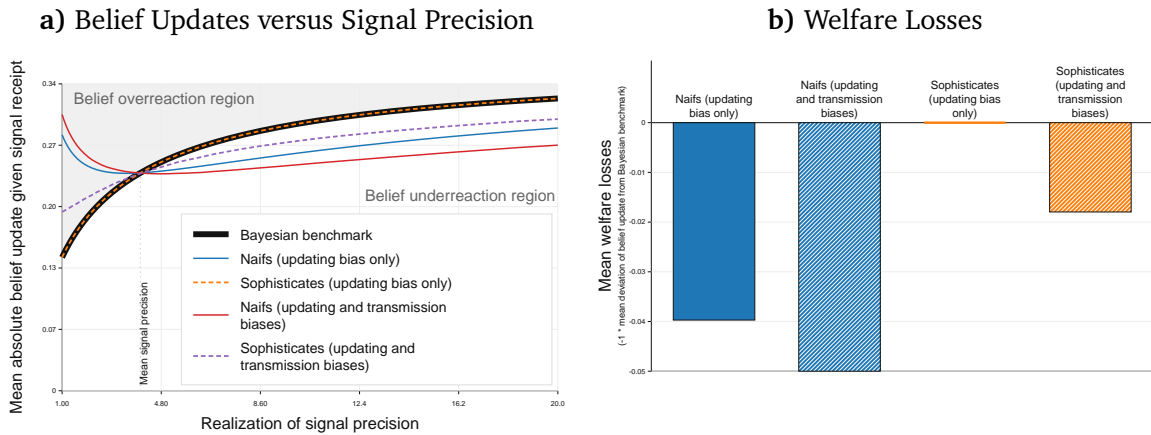 a) Belief Updates versus Signal Precision
Mean absolute belief update given signal receipt
0.34
0.27
0.20
0.13
0.07
0
Belief overreaction region
Belief underreaction region
Mean signal precision
Bayesian benchmark
Naifs (updating bias only)
Sophisticates (updating bias only)
Naifs (updating and transmission
biases)
Sophisticates (updating and
transmission biases)
1.00
4.80
8.60
12.4
16.2
20.0
Realization of signal precision
b) Welfare Losses
Mean welfare losses
(-1 * mean deviation of belief update from Bayesian benchmark)
0
-0.01
-0.02
-0.03
-0.04
-0.05
Naifs (updating
bias only)
Naifs (updating
and transmission
biases)
Sophisticates
(updating bias
only)
Sophisticates
(updating and
transmission
biases)